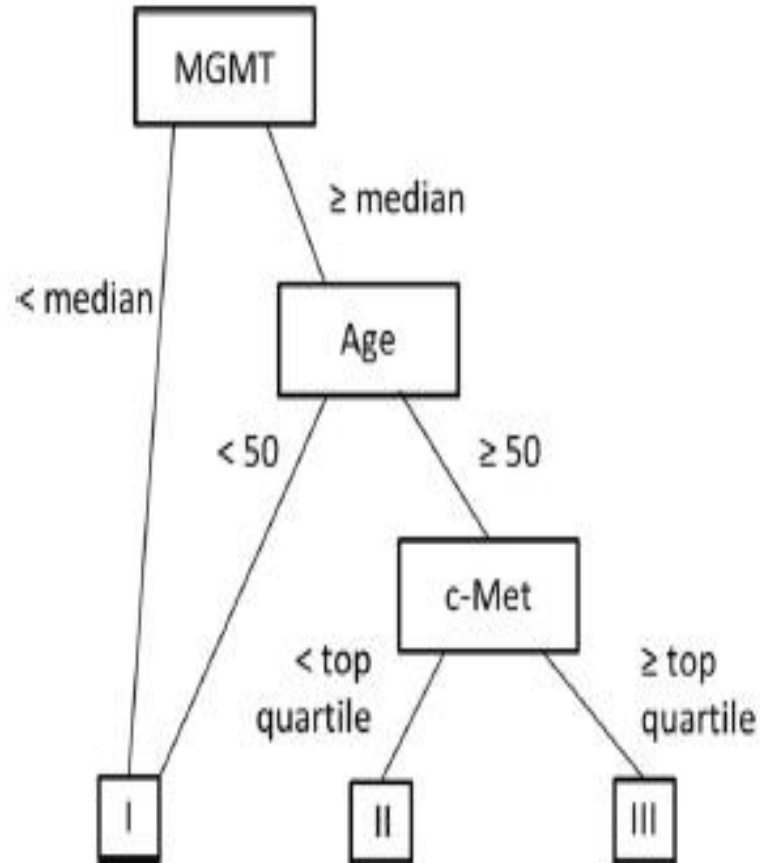 MGMT
≥ median
< median
Age
< 50
≥ 50
c-Met
< top
quartile
≥ top
quartile
I
II
III